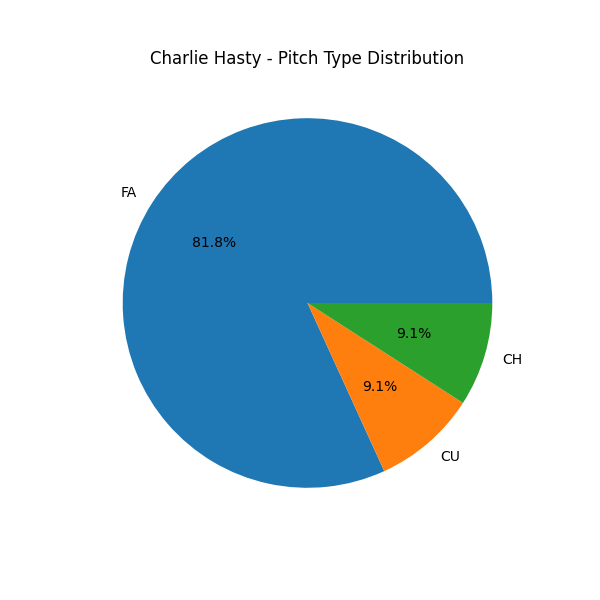 Charlie Hasty - Pitch Type Distribution
FA
81.8%
9.1%
CH
9.1%
CU